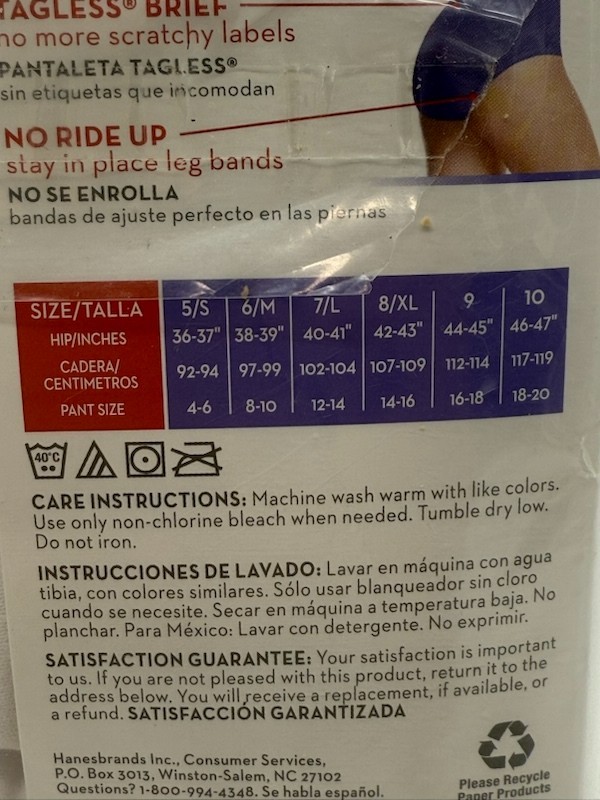 TAGLESS® BRIEF
no more scratchy labels
PANTALETA TAGLESS®
sin etiquetas que incomodan
NO RIDE UP
stay in place leg bands
NO SE ENROLLA
bandas de ajuste perfecto en las piernas
SIZE/TALLA 5/S 6/M 7/L 8/XL 9 10
HIP/INCHES 36-37" 38-39" 40-41" 42-43" 44-45" 46-47"
CADERA/
CENTIMETROS 92-94 97-99 102-104 107-109 112-114 117-119
PANT SIZE 4-6 8-10 12-14 14-16 16-18 18-20
40°C
CARE INSTRUCTIONS: Machine wash warm with like colors.
Use only non-chlorine bleach when needed. Tumble dry low.
Do not iron.
INSTRUCCIONES DE LAVADO: Lavar en máquina con agua
tibia, con colores similares. Sólo usar blanqueador sin cloro
cuando se necesite. Secar en máquina a temperatura baja. No
planchar. Para México: Lavar con detergente. No exprimir.
SATISFACTION GUARANTEE: Your satisfaction is important
to us. If you are not pleased with this product, return it to the
address below. You will receive a replacement, if available, or
a refund. SATISFACCIÓN GARANTIZADA
Hanesbrands Inc., Consumer Services,
P.O. Box 3013, Winston-Salem, NC 27102
Questions? 1-800-994-4348. Se habla español.
Please Recycle
Paper Products